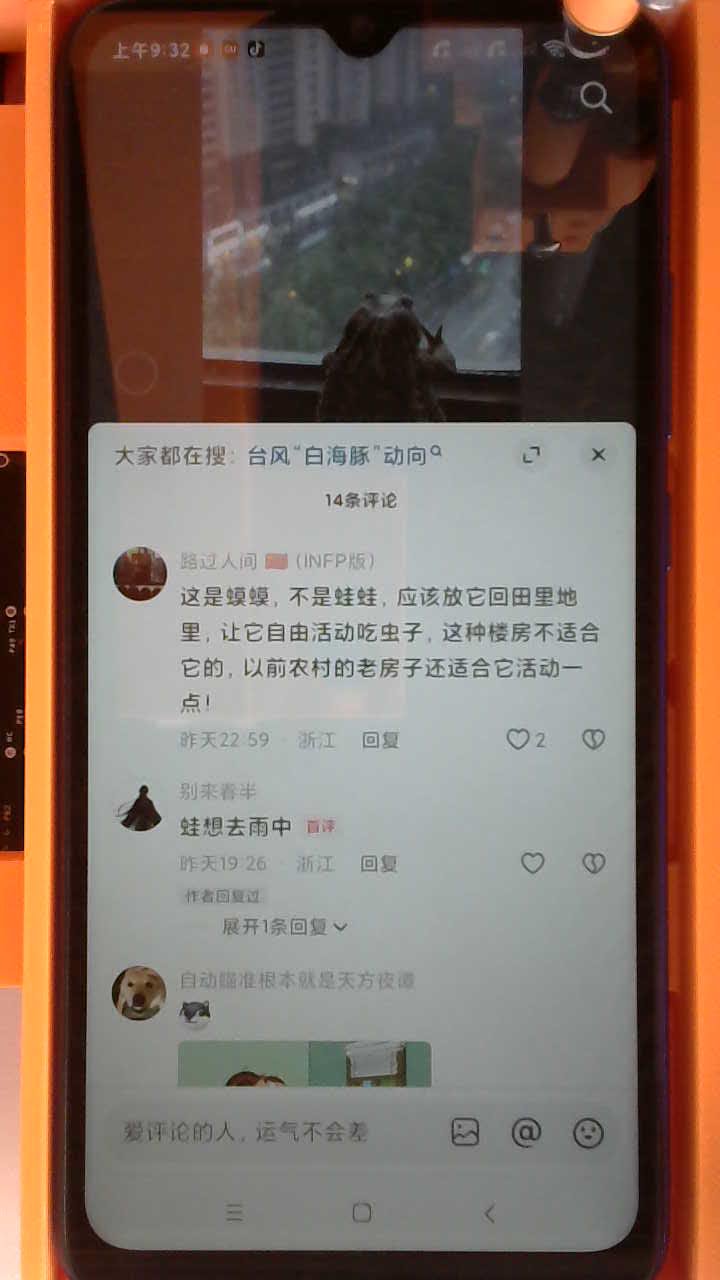 上午9:32
大家都在搜：台风“白海豚”动向
14条评论
路过人间 🇨🇳（INFP版）
这是蟆蟆，不是蛙蛙，应该放它回田里地
里，让它自由活动吃虫子，这种楼房不适合
它的，以前农村的老房子还适合它活动一
点！
昨天22:59 · 浙江 回复
2
别来春半
蛙想去雨中 首评
昨天19:26 · 浙江 回复
作者回复过
展开1条回复
自动瞄准根本就是天方夜谭
爱评论的人，运气不会差